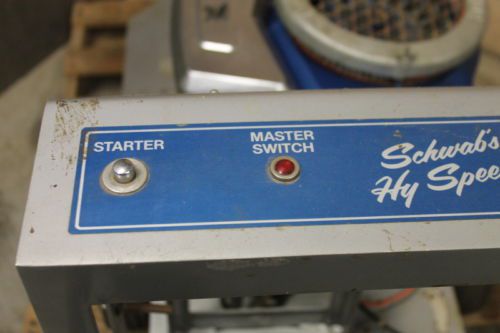 STARTER
MASTER
SWITCH
Schwab's
Hy Spee